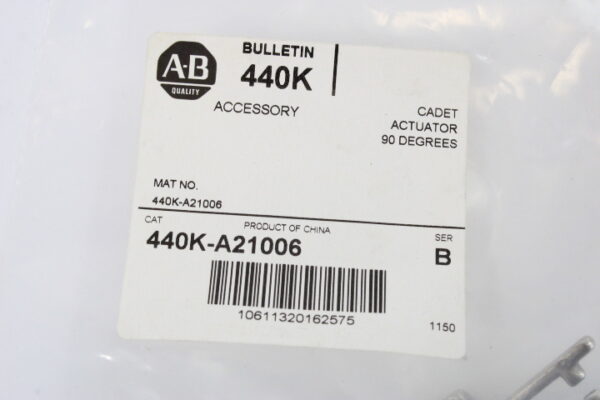 A-B
QUALITY
BULLETIN
440K
ACCESSORY
CADET
ACTUATOR
90 DEGREES
MAT NO.
440K-A21006
CAT
PRODUCT OF CHINA
SER
440K-A21006
B
10611320162575
1150